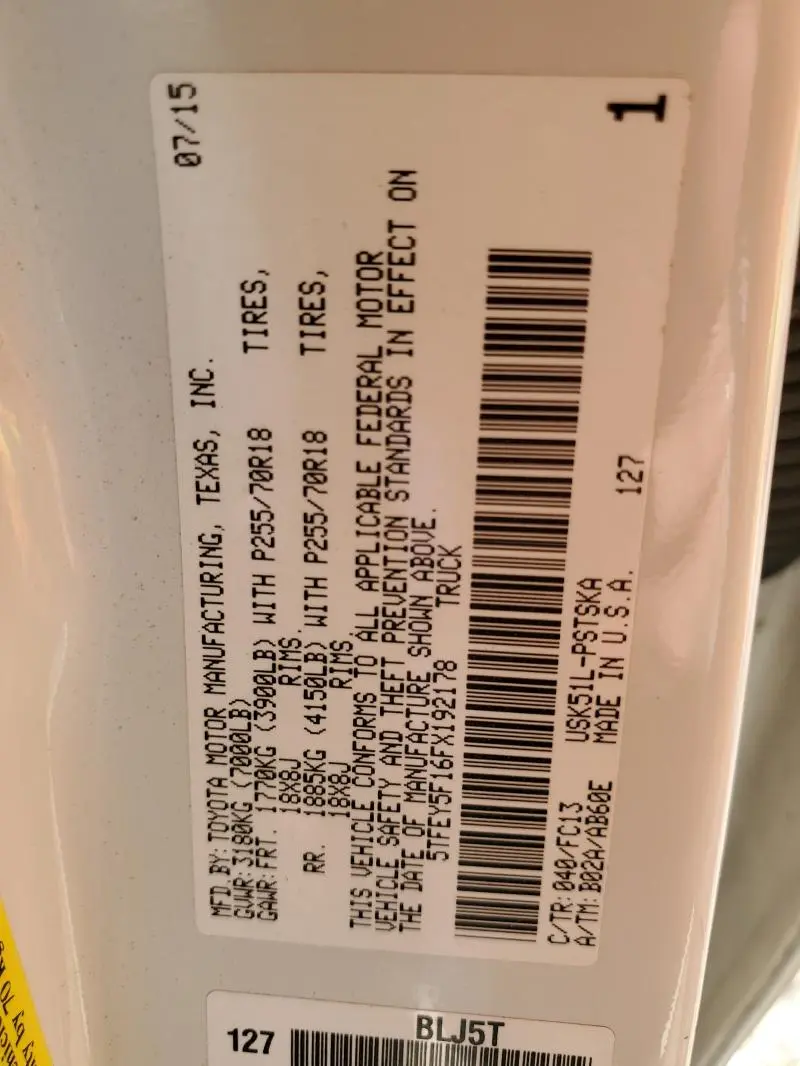 07/15
MFD.BY:TOYOTA MOTOR MANUFACTURING, TEXAS, INC.
GVWR:3180KG (7000LB)
GAWR:FRT. 1770KG (3900LB) WITH P255/70R18 TIRES,
18X8J RIMS.
RR. 1885KG (4150LB) WITH P255/70R18 TIRES,
18X8J RIMS.
THIS VEHICLE CONFORMS TO ALL APPLICABLE FEDERAL MOTOR
VEHICLE SAFETY AND THEFT PREVENTION STANDARDS IN EFFECT ON
THE DATE OF MANUFACTURE SHOWN ABOVE.
5TFEY5F16FX192178 TRUCK
C/TR:040/FC13 USK51L-PSTSKA
A/TM:B02A/AB60E MADE IN U.S.A. 127
1
BLJ5T
127
by 70 kg